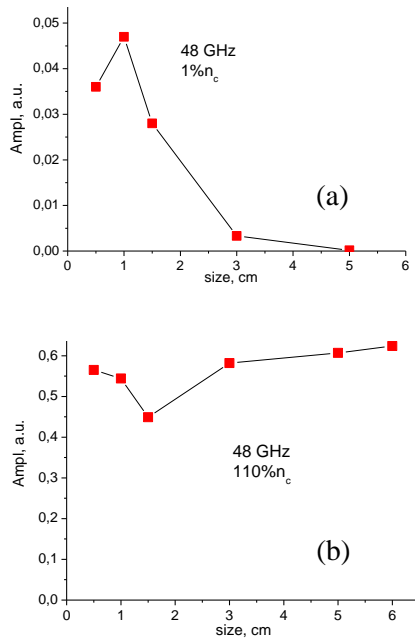 0,05
0,04
0,03
0,02
0,01
0,00
Ampl, a.u.
48 GHz
1%n_c
(a)
0 1 2 3 4 5 6
size, cm
0,6
0,5
0,4
0,3
0,2
0,1
0,0
Ampl, a.u.
48 GHz
110%n_c
(b)
0 1 2 3 4 5 6
size, cm